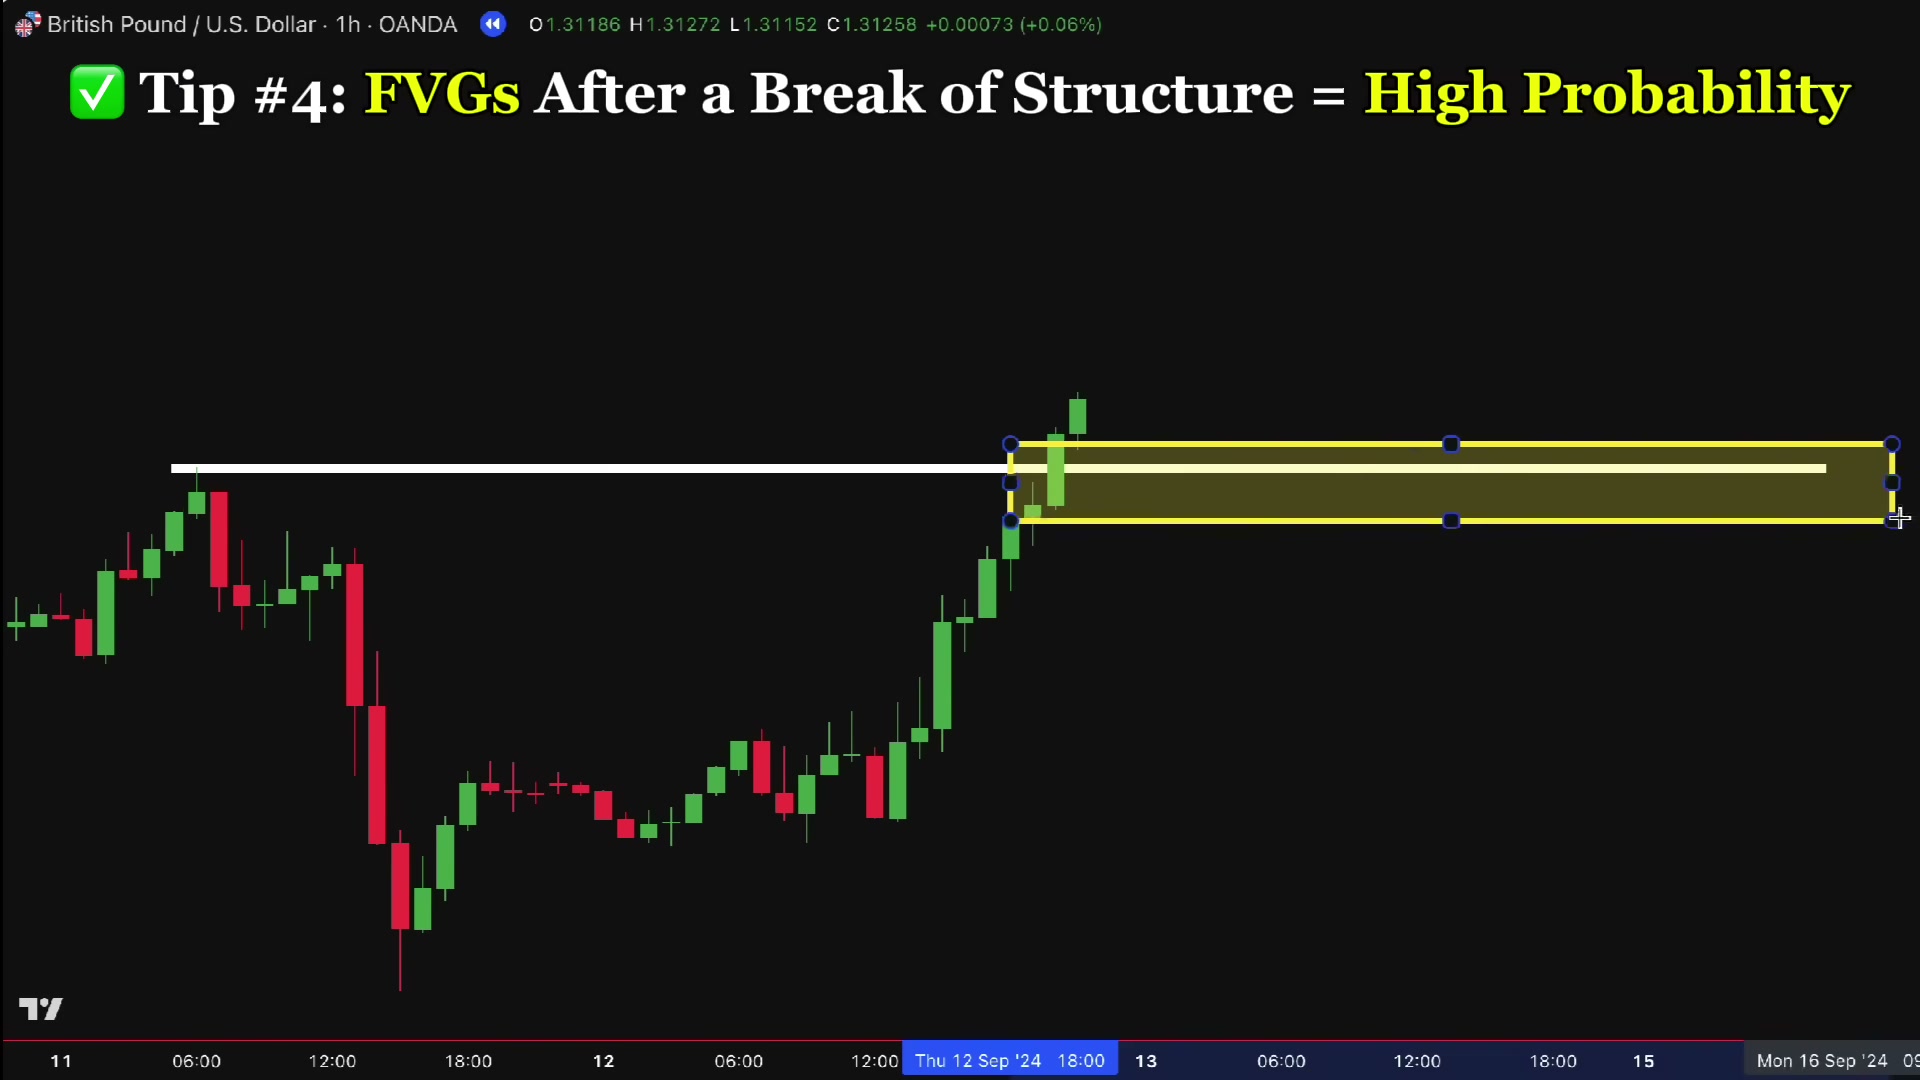 British Pound / U.S. Dollar · 1h · OANDA O1.31186 H1.31272 L1.31152 C1.31258 +0.00073 (+0.06%)
✅ Tip #4: FVGs After a Break of Structure = High Probability
11 06:00 12:00 18:00 12 06:00 12:00 Thu 12 Sep '24 18:00 13 06:00 12:00 18:00 15 Mon 16 Sep '24